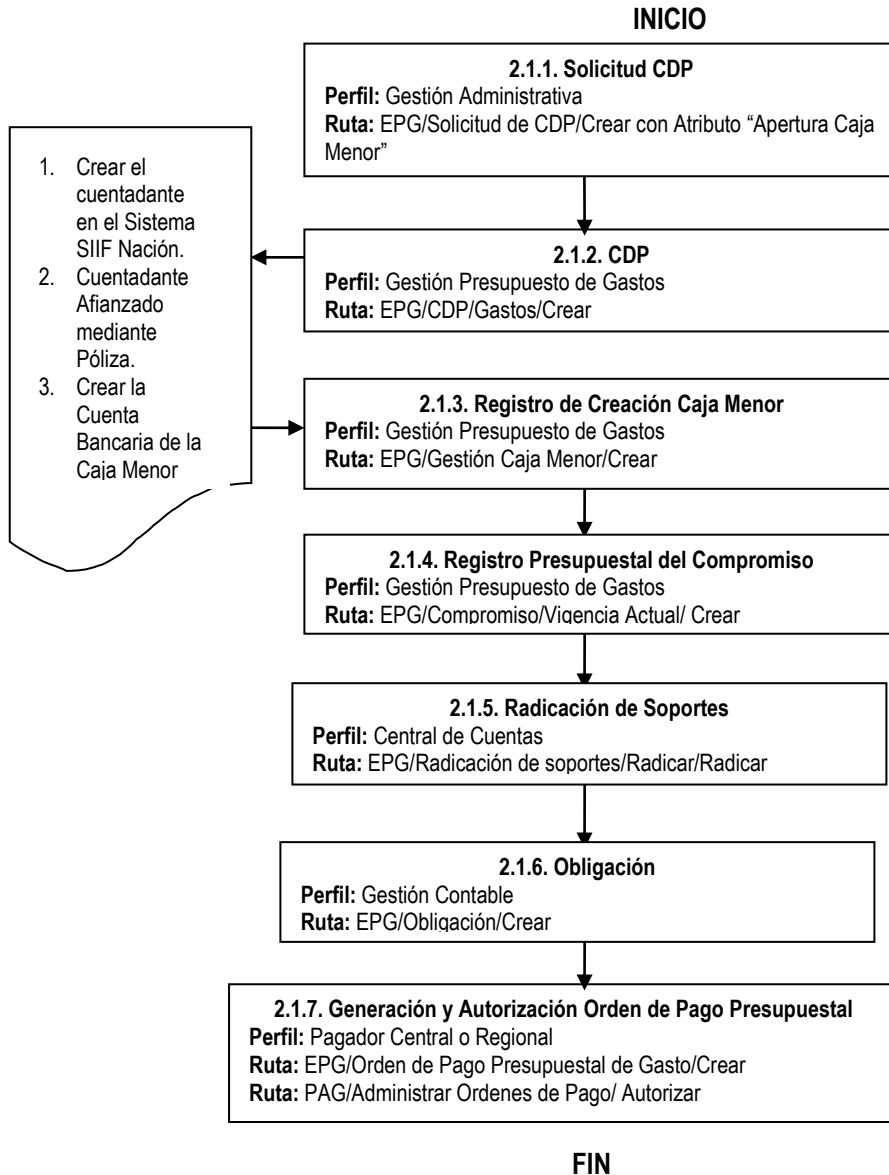 INICIO
2.1.1. Solicitud CDP
Perfil: Gestión Administrativa
Ruta: EPG/Solicitud de CDP/Crear con Atributo “Apertura Caja
Menor”
1. Crear el
cuentadante
en el Sistema
SIIF Nación.
2. Cuentadante
Afianzado
mediante
Póliza.
3. Crear la
Cuenta
Bancaria de la
Caja Menor
2.1.2. CDP
Perfil: Gestión Presupuesto de Gastos
Ruta: EPG/CDP/Gastos/Crear
2.1.3. Registro de Creación Caja Menor
Perfil: Gestión Presupuesto de Gastos
Ruta: EPG/Gestión Caja Menor/Crear
2.1.4. Registro Presupuestal del Compromiso
Perfil: Gestión Presupuesto de Gastos
Ruta: EPG/Compromiso/Vigencia Actual/ Crear
2.1.5. Radicación de Soportes
Perfil: Central de Cuentas
Ruta: EPG/Radicación de soportes/Radicar/Radicar
2.1.6. Obligación
Perfil: Gestión Contable
Ruta: EPG/Obligación/Crear
2.1.7. Generación y Autorización Orden de Pago Presupuestal
Perfil: Pagador Central o Regional
Ruta: EPG/Orden de Pago Presupuestal de Gasto/Crear
Ruta: PAG/Administrar Ordenes de Pago/ Autorizar
FIN